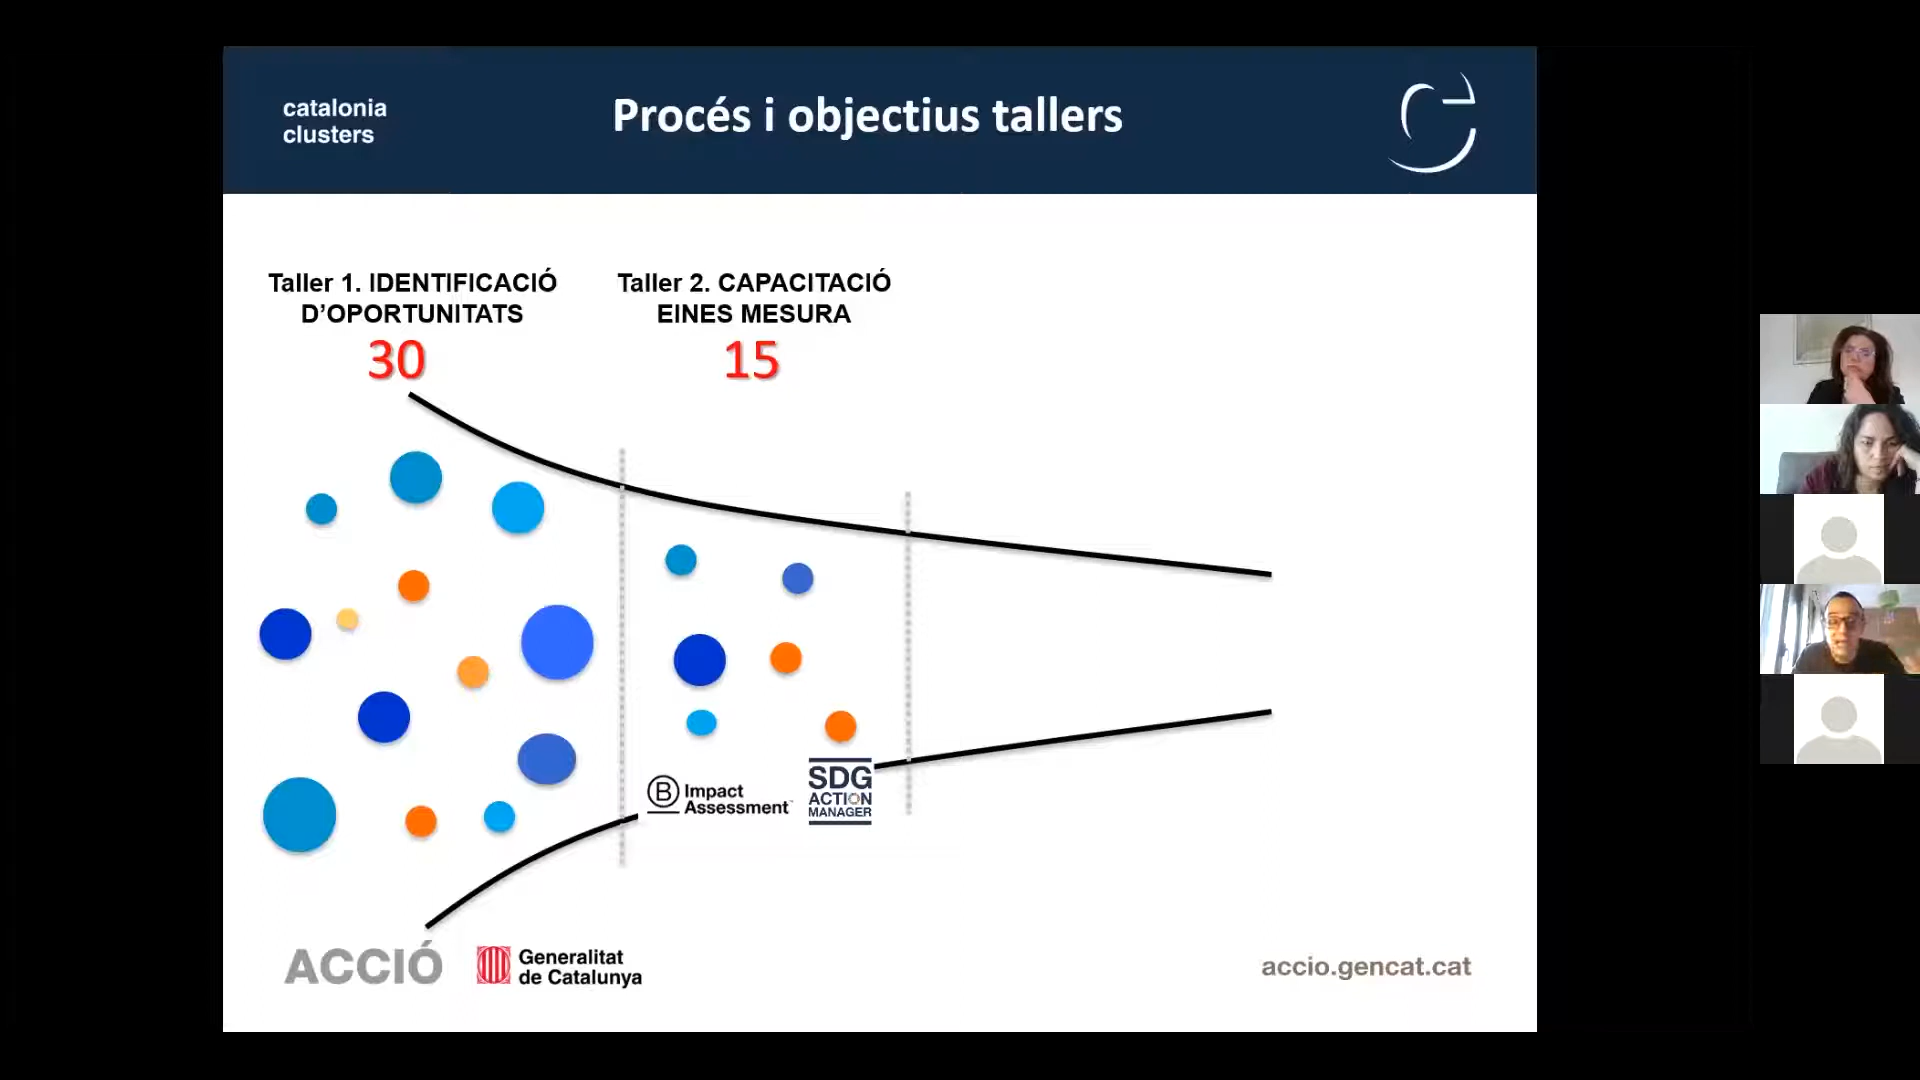 catalonia
clusters
Procés i objectius tallers
Taller 1. IDENTIFICACIÓ
D'OPORTUNITATS
30
Taller 2. CAPACITACIÓ
EINES MESURA
15
B Impact
Assessment™
SDG
ACTION
MANAGER
ACCIÓ
Generalitat
de Catalunya
accio.gencat.cat